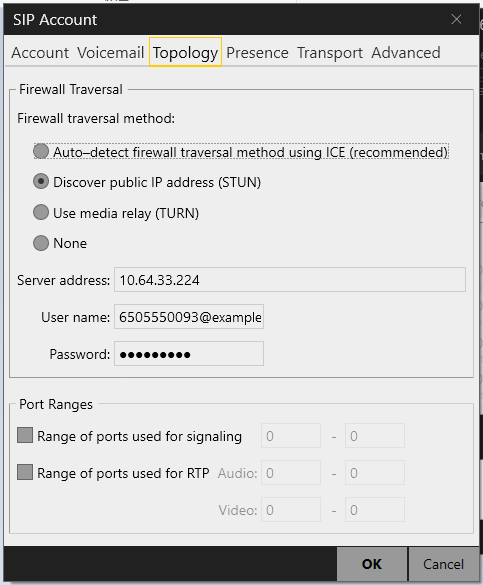 SIP Account
Account Voicemail Topology Presence Transport Advanced
Firewall Traversal
Firewall traversal method:
Auto–detect firewall traversal method using ICE (recommended)
Discover public IP address (STUN)
Use media relay (TURN)
None
Server address: 10.64.33.224
User name: 6505550093@example
Password: ●●●●●●●●●
Port Ranges
Range of ports used for signaling 0 - 0
Range of ports used for RTP Audio: 0 - 0
Video: 0 - 0
OK Cancel